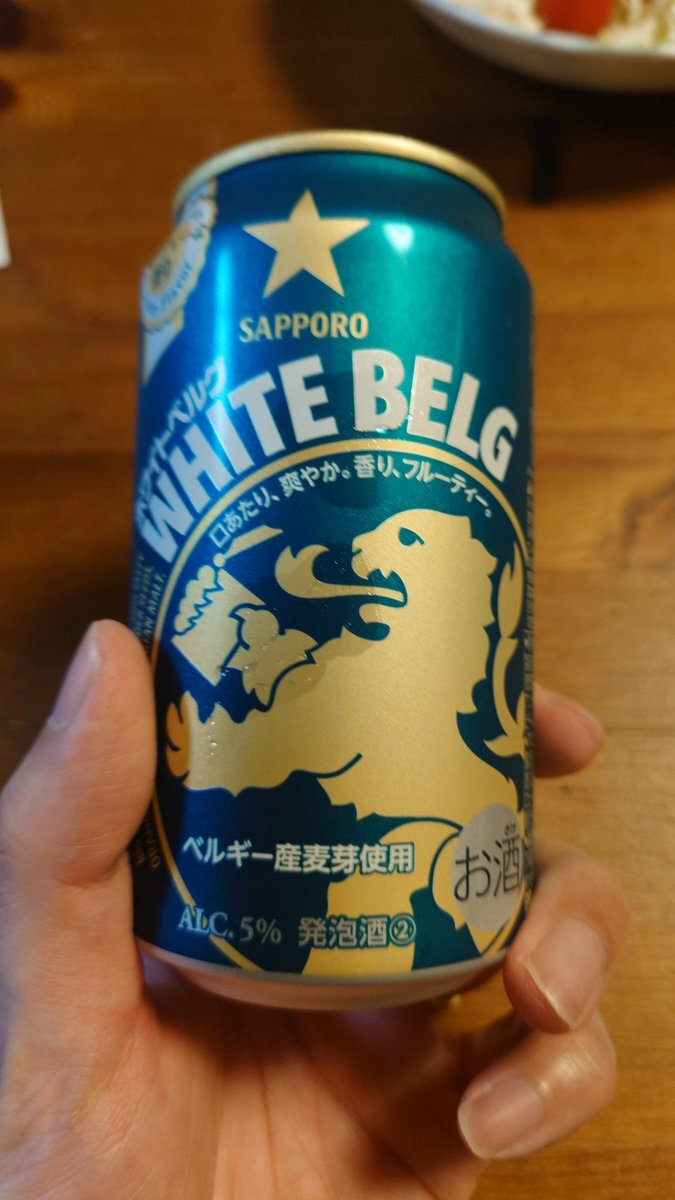 SAPPORO
ホワイトベルグ
WHITE BELG
口あたり、爽やか。香り、フルーティー。
ベルギー産麦芽使用
さけ
お酒
ALC. 5% 発泡酒②